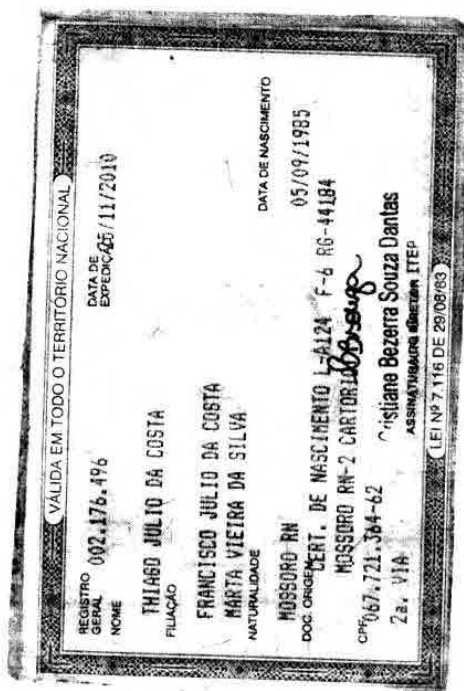 VÁLIDA EM TODO O TERRITÓRIO NACIONAL
REGISTRO GERAL 002.176.496
DATA DE EXPEDIÇÃO /11/2010
NOME
THIAGO JULIO DA COSTA
FILIAÇÃO
FRANCISCO JULIO DA COSTA
MARTA VIEIRA DA SILVA
NATURALIDADE
DATA DE NASCIMENTO
MOSSORO RN
05/09/1985
DOC. ORIGEM
CERT. DE NASCIMENTO L-A124 F-6 RG-44184
MOSSORO RN-2 CARTORIO
CPF 067.721.364-62
2a. VIA
Cristiane Bezerra Souza Dantas
ASSINATURA DO DIRETOR ITEP
LEI Nº 7.116 DE 29/08/83